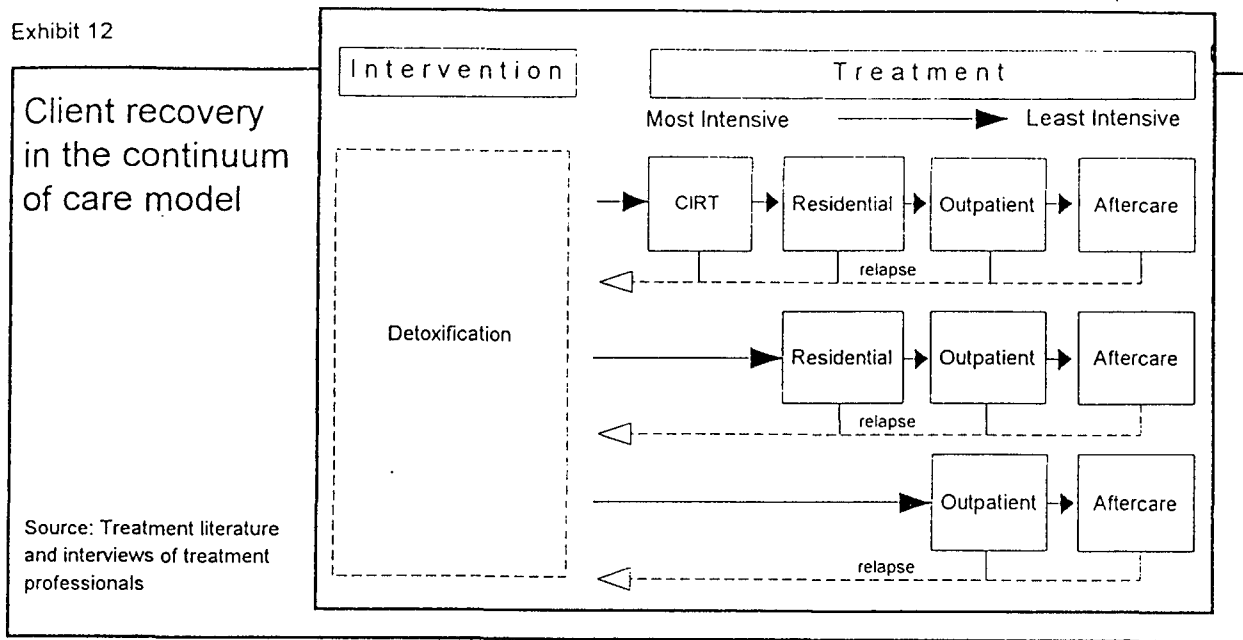 Exhibit 12
Client recovery
in the continuum
of care model
Source: Treatment literature
and interviews of treatment
professionals
Intervention
Treatment
Most Intensive
Least Intensive
Detoxification
CIRT
Residential
Outpatient
Aftercare
relapse
Residential
Outpatient
Aftercare
relapse
Outpatient
Aftercare
relapse